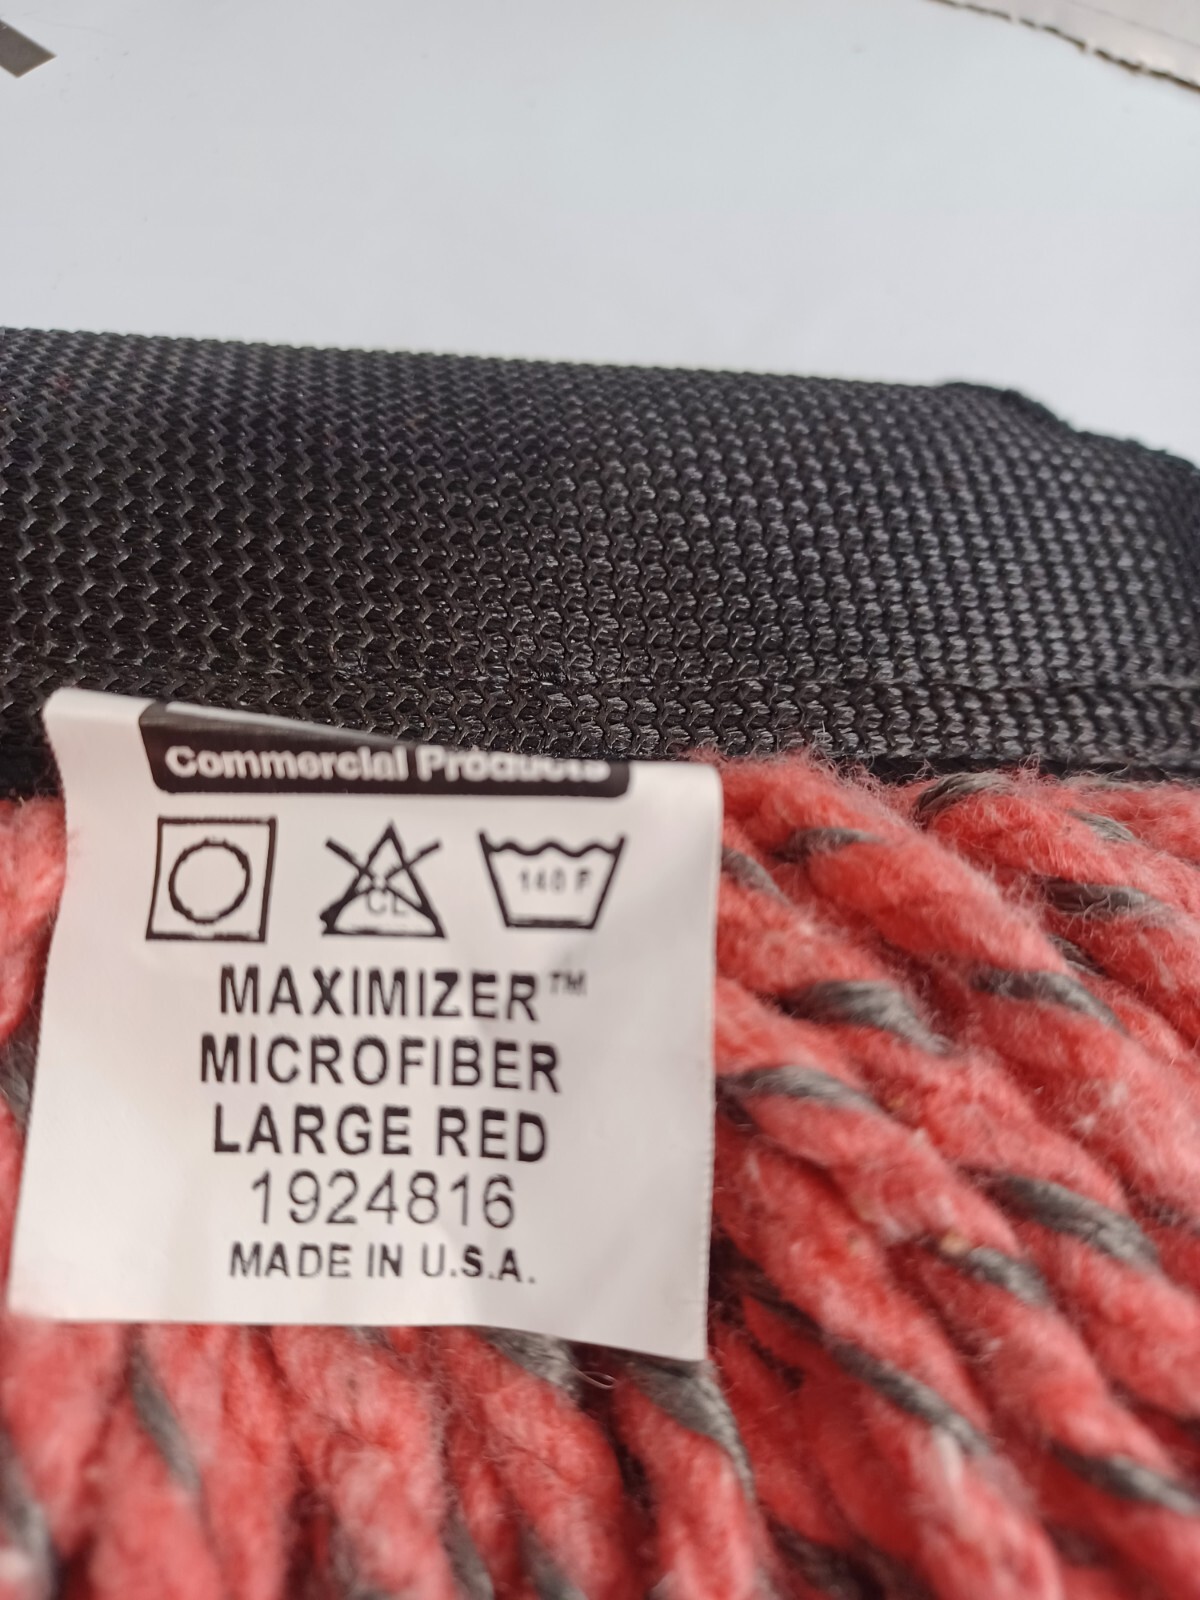 Commercial Products
CL
140 F
MAXIMIZER™
MICROFIBER
LARGE RED
1924816
MADE IN U.S.A.